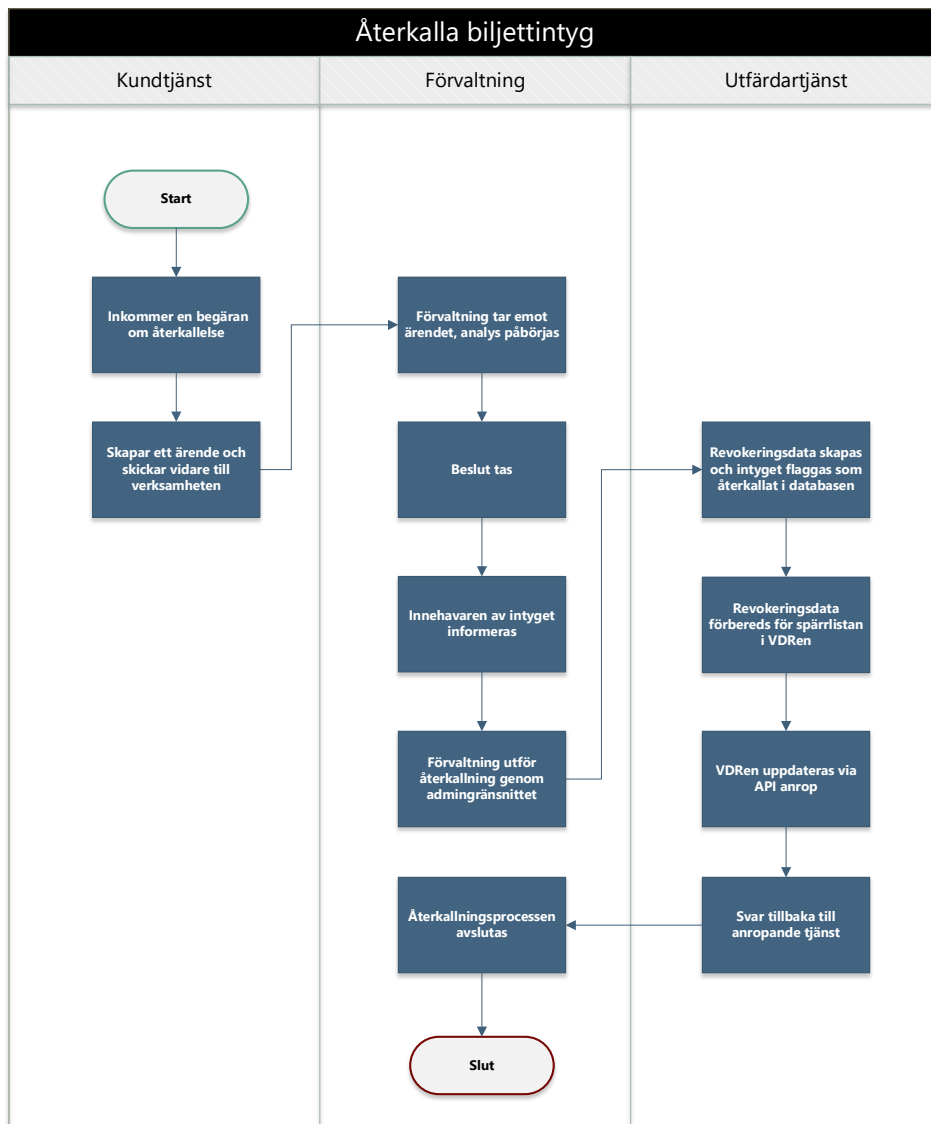 Återkalla biljettintyg
Kundtjänst
Förvaltning
Utfärdartjänst
Start
Inkommer en begäran
om återkallelse
Skapar ett ärende och
skickar vidare till
verksamheten
Förvaltning tar emot
ärendet, analys påbörjas
Beslut tas
Innehavaren av intyget
informeras
Förvaltning utför
återkallning genom
admingränsnittet
Revokeringsdata skapas
och intyget flaggas som
återkallat i databasen
Revokeringsdata
förbereds för spärrlistan
i VDRen
VDRen uppdateras via
API anrop
Svar tillbaka till
anropande tjänst
Återkallningsprocessen
avslutas
Slut